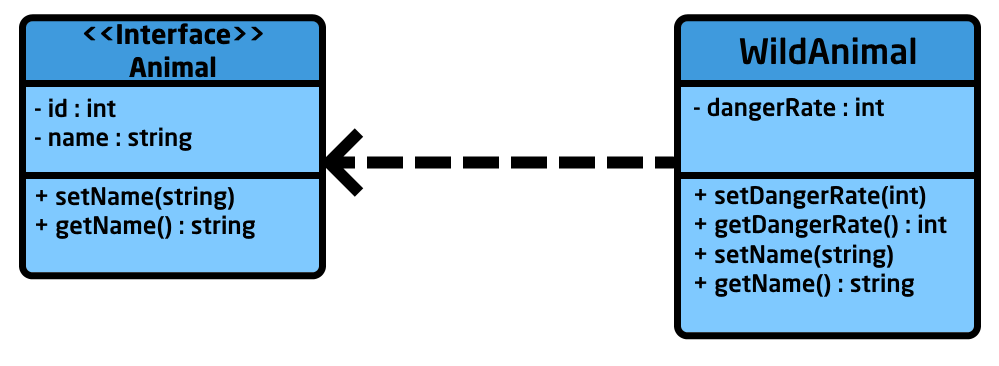 <<Interface>>
Animal
- id : int
- name : string
+ setName(string)
+ getName() : string
WildAnimal
- dangerRate : int
+ setDangerRate(int)
+ getDangerRate() : int
+ setName(string)
+ getName() : string